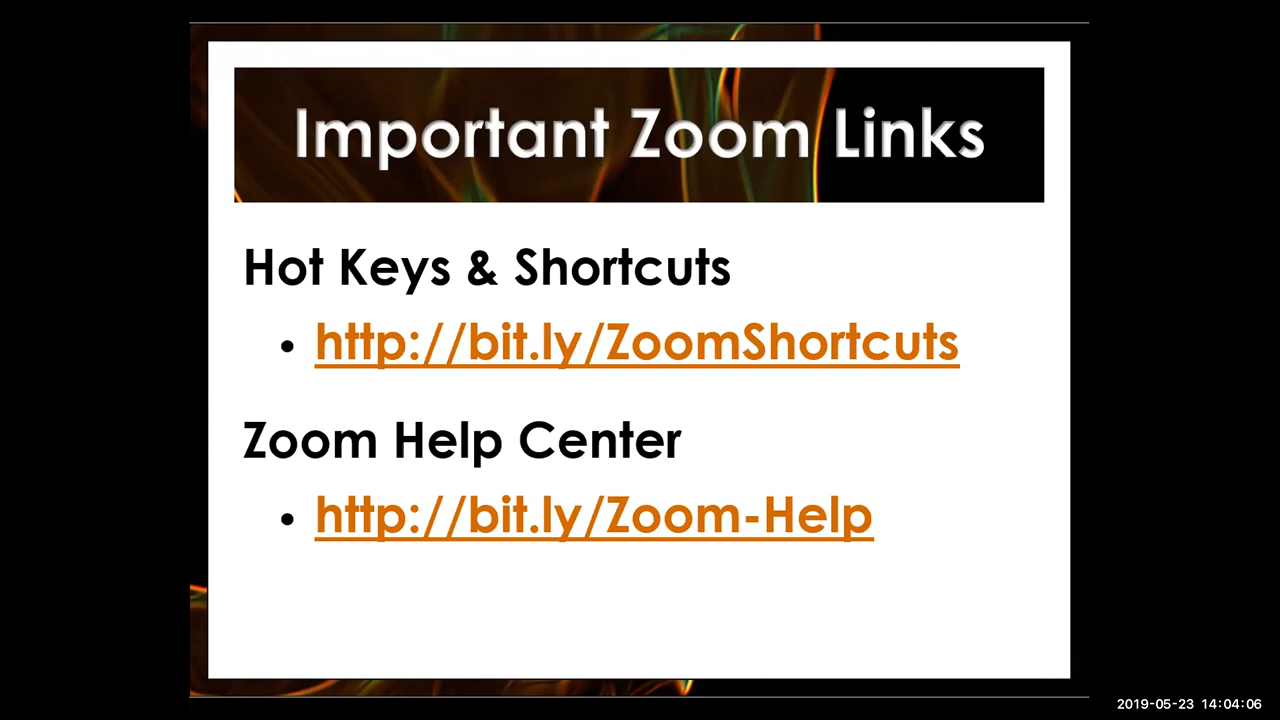 Important Zoom Links
Hot Keys & Shortcuts
• http://bit.ly/ZoomShortcuts
Zoom Help Center
• http://bit.ly/Zoom-Help
2019-05-23 14:04:06